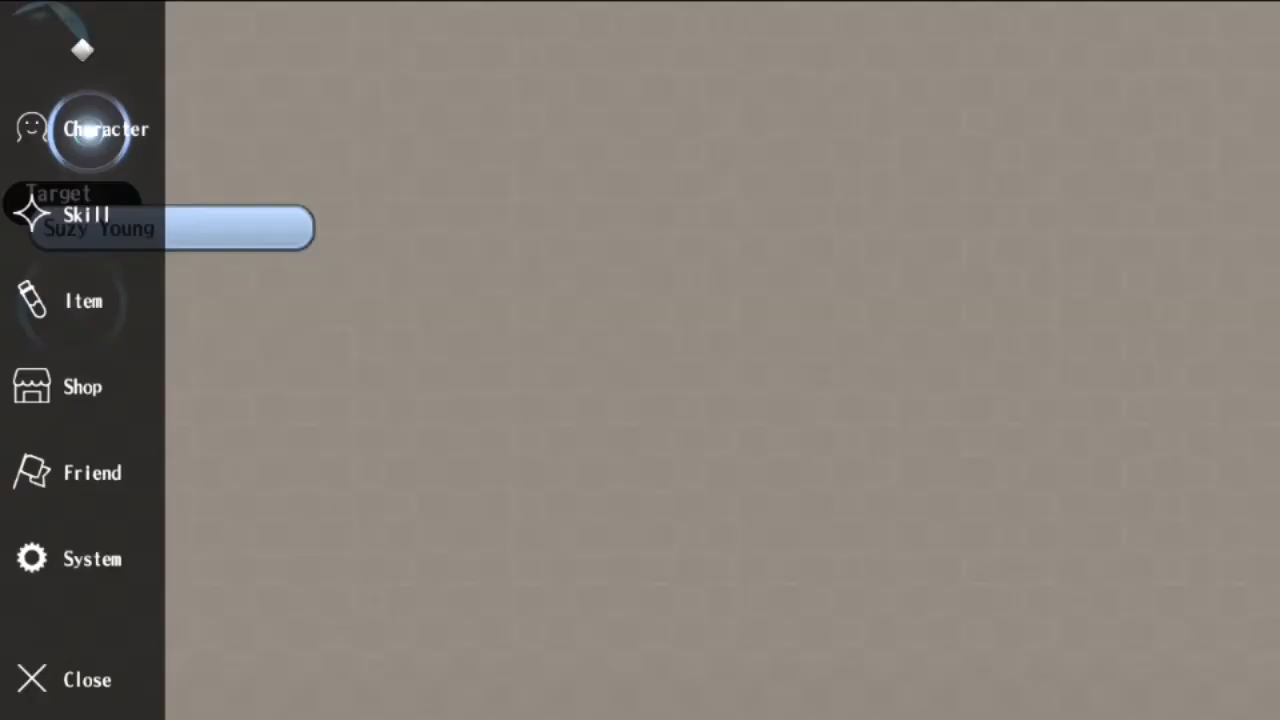 Character
Target
Skill
Suzy Young
Item
Shop
Friend
System
Close